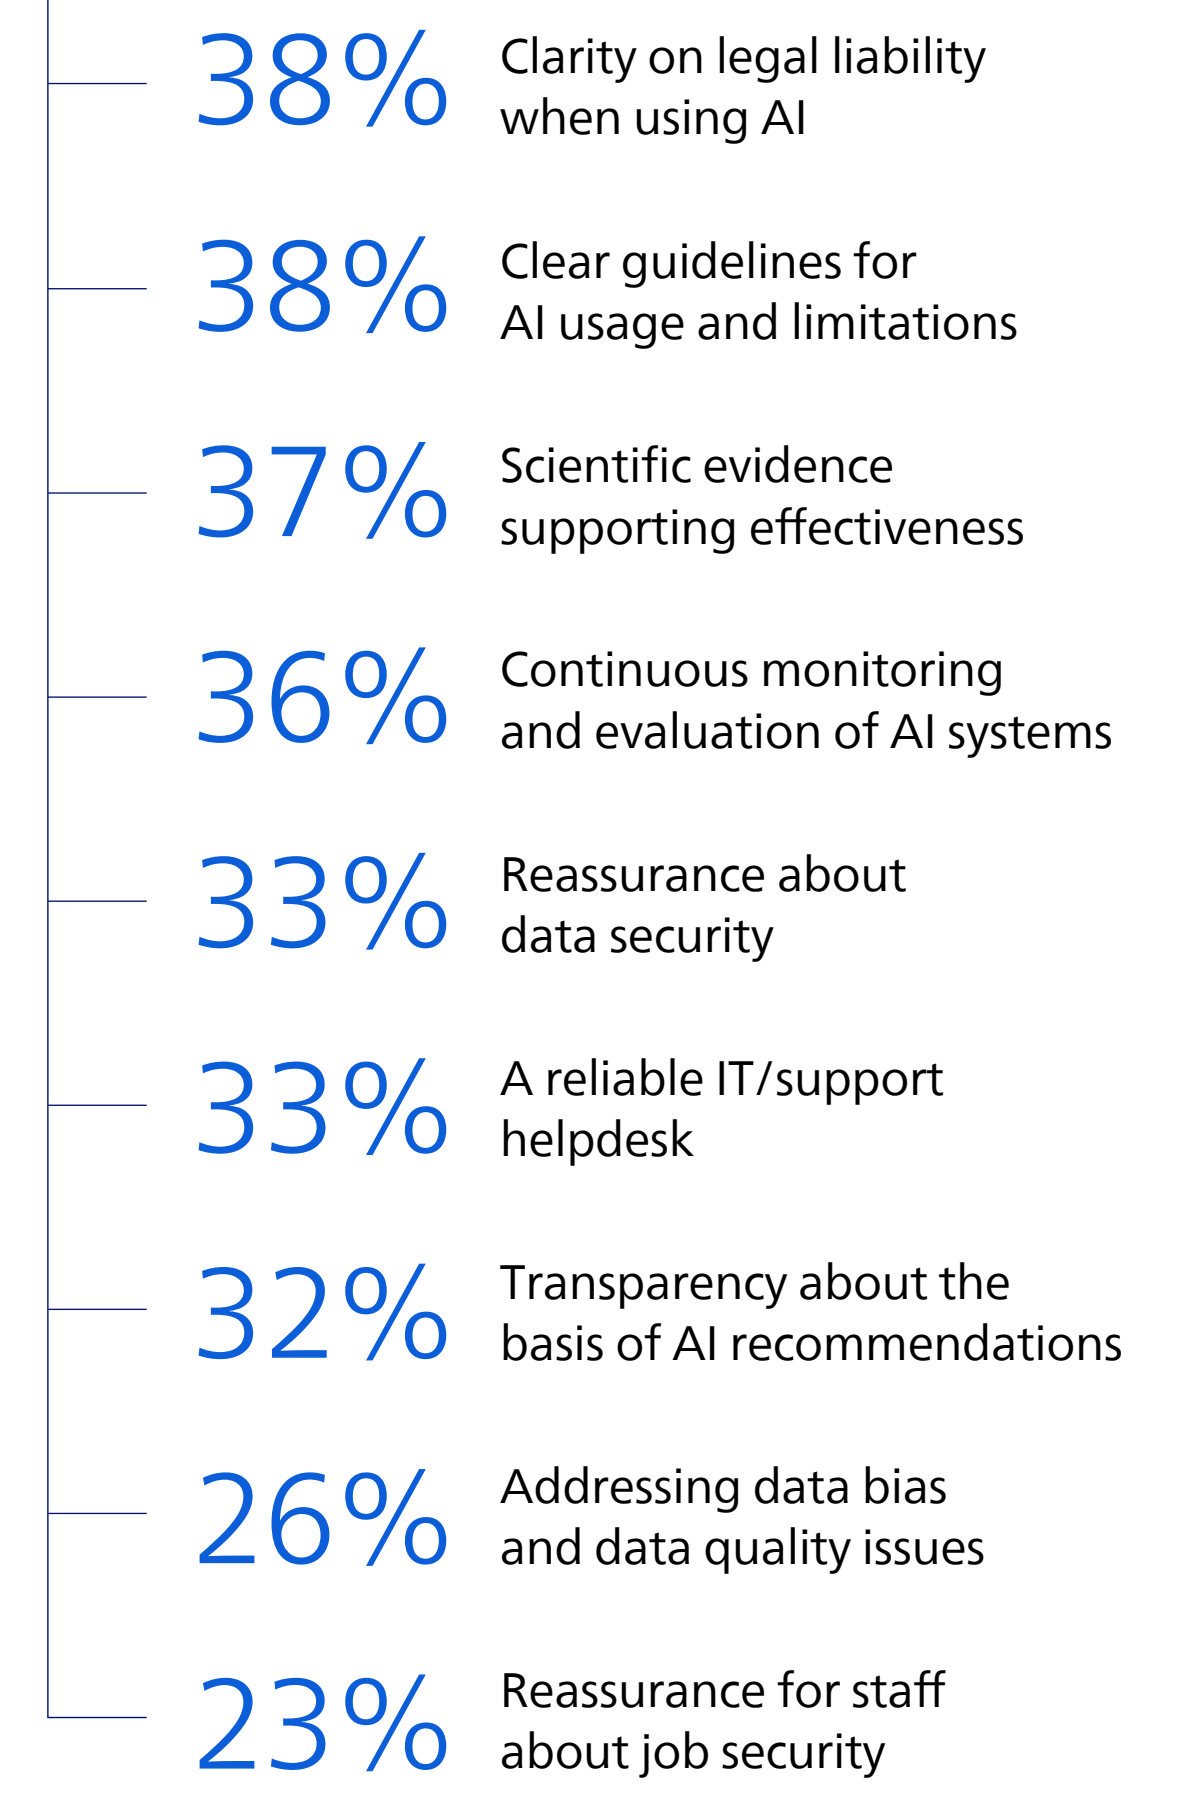 38% Clarity on legal liability
when using AI
38% Clear guidelines for
AI usage and limitations
37% Scientific evidence
supporting effectiveness
36% Continuous monitoring
and evaluation of AI systems
33% Reassurance about
data security
33% A reliable IT/support
helpdesk
32% Transparency about the
basis of AI recommendations
26% Addressing data bias
and data quality issues
23% Reassurance for staff
about job security